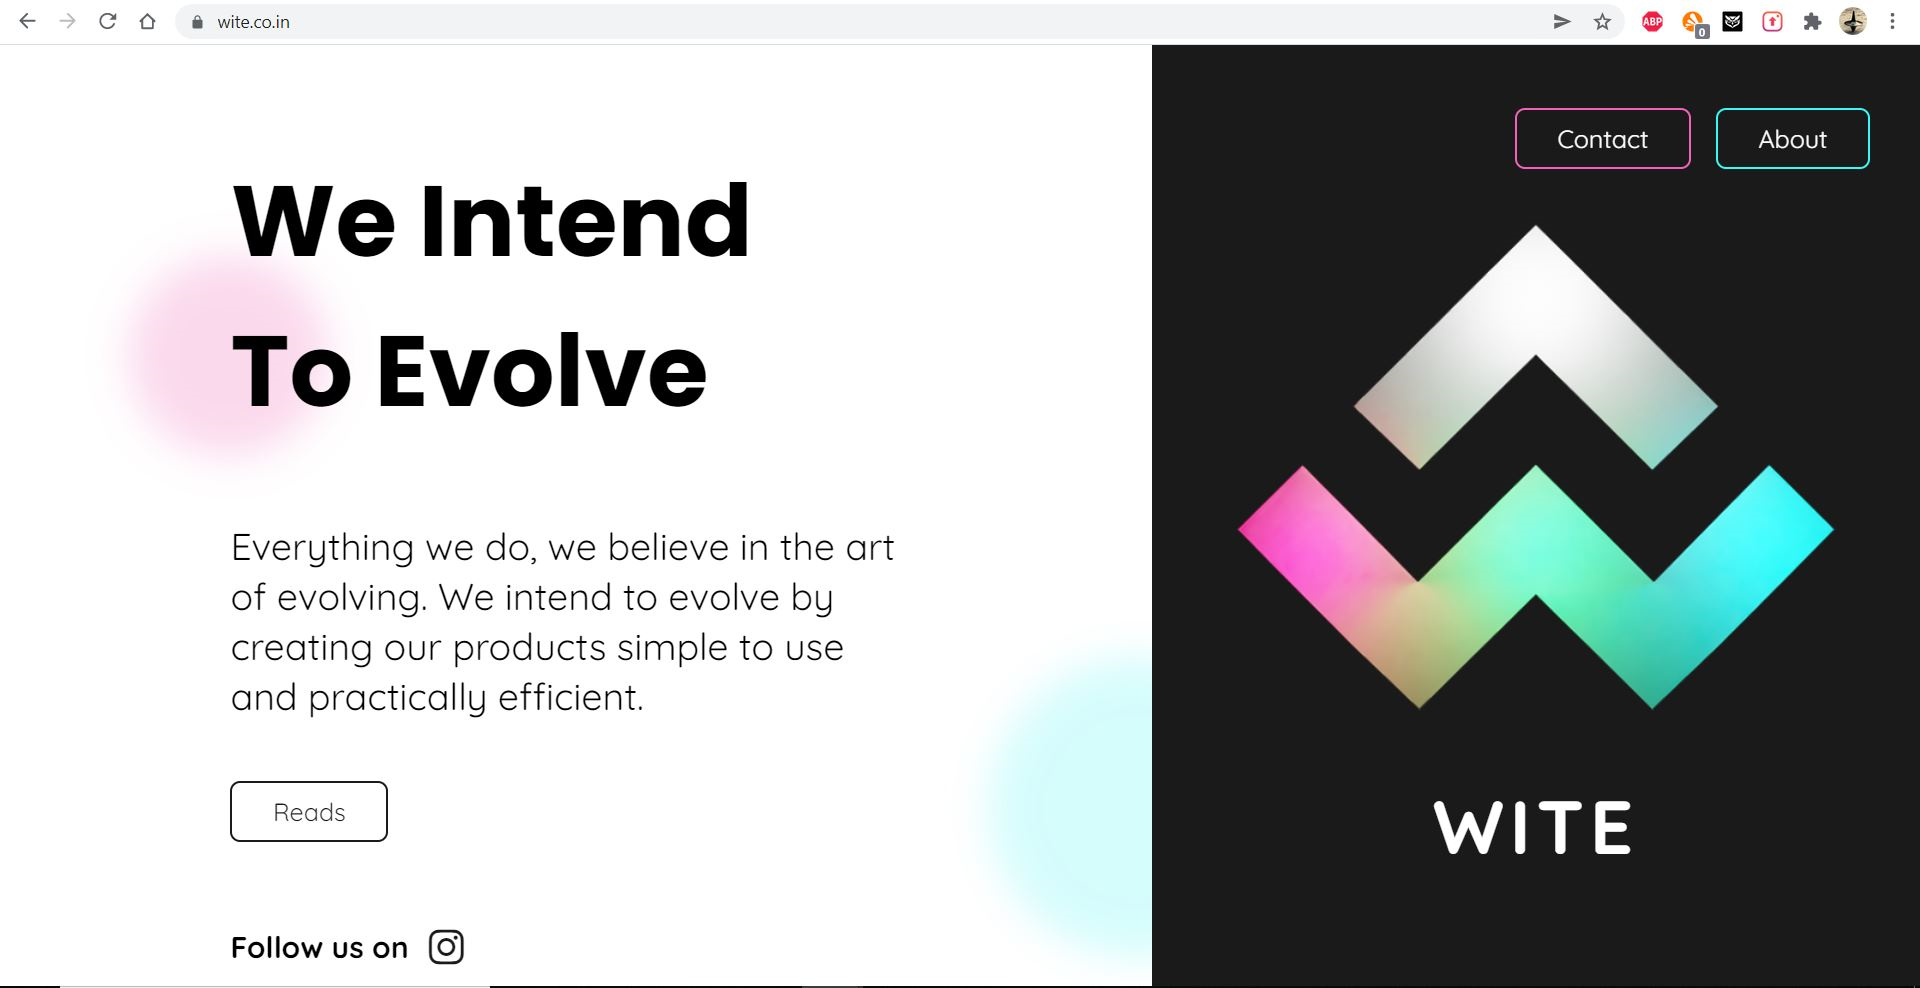 wite.co.in
ABP
0
Contact
About
We Intend
To Evolve
Everything we do, we believe in the art
of evolving. We intend to evolve by
creating our products simple to use
and practically efficient.
Reads
Follow us on
WITE